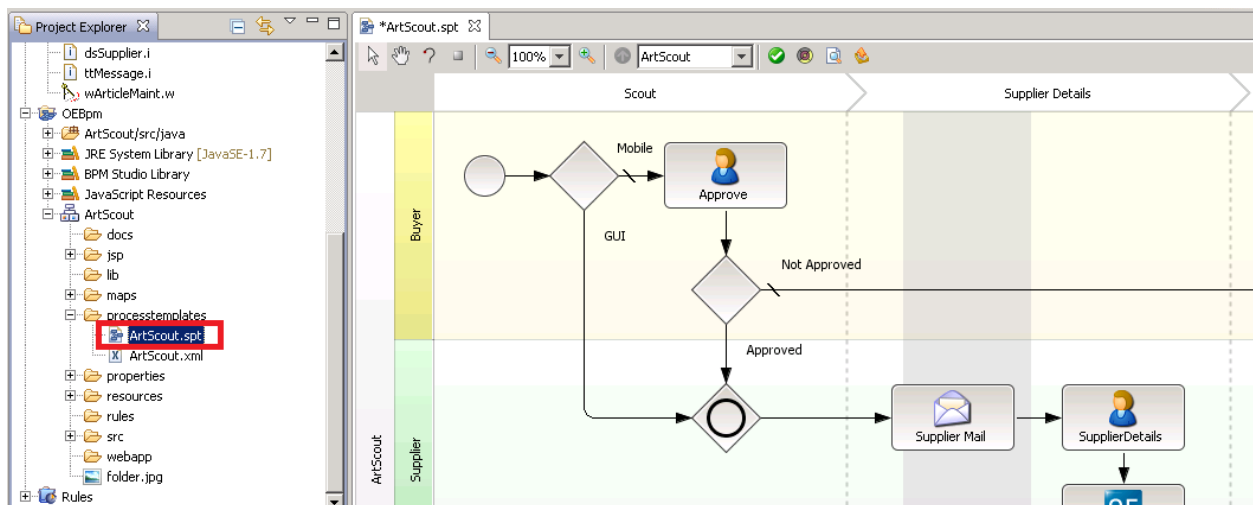 Project Explorer
dsSupplier.i
ttMessage.i
wArticleMaint.w
OEBpm
ArtScout/src/java
JRE System Library [JavaSE-1.7]
BPM Studio Library
JavaScript Resources
ArtScout
docs
jsp
lib
maps
processtemplates
ArtScout.spt
ArtScout.xml
properties
resources
rules
src
webapp
folder.jpg
Rules
*ArtScout.spt
100%
ArtScout
Scout
Supplier Details
Buyer
Mobile
Approve
GUI
Not Approved
Approved
ArtScout
Supplier
Supplier Mail
SupplierDetails